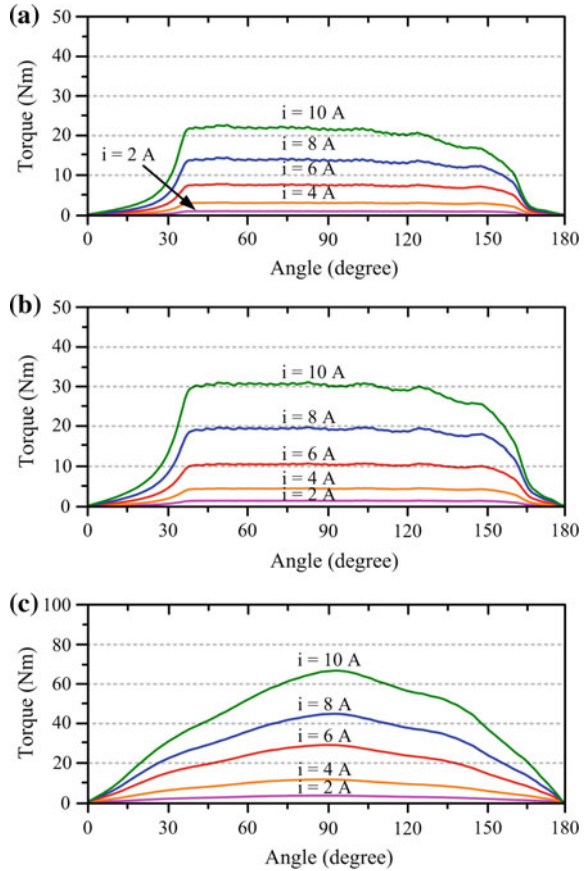 (a)
50
40
30
20
10
0
Torque (Nm)
i = 10 A
i = 8 A
i = 2 A
i = 6 A
i = 4 A
0 30 60 90 120 150 180
Angle (degree)
(b)
50
40
30
20
10
0
Torque (Nm)
i = 10 A
i = 8 A
i = 6 A
i = 4 A
i = 2 A
0 30 60 90 120 150 180
Angle (degree)
(c)
100
80
60
40
20
0
Torque (Nm)
i = 10 A
i = 8 A
i = 6 A
i = 4 A
i = 2 A
0 30 60 90 120 150 180
Angle (degree)